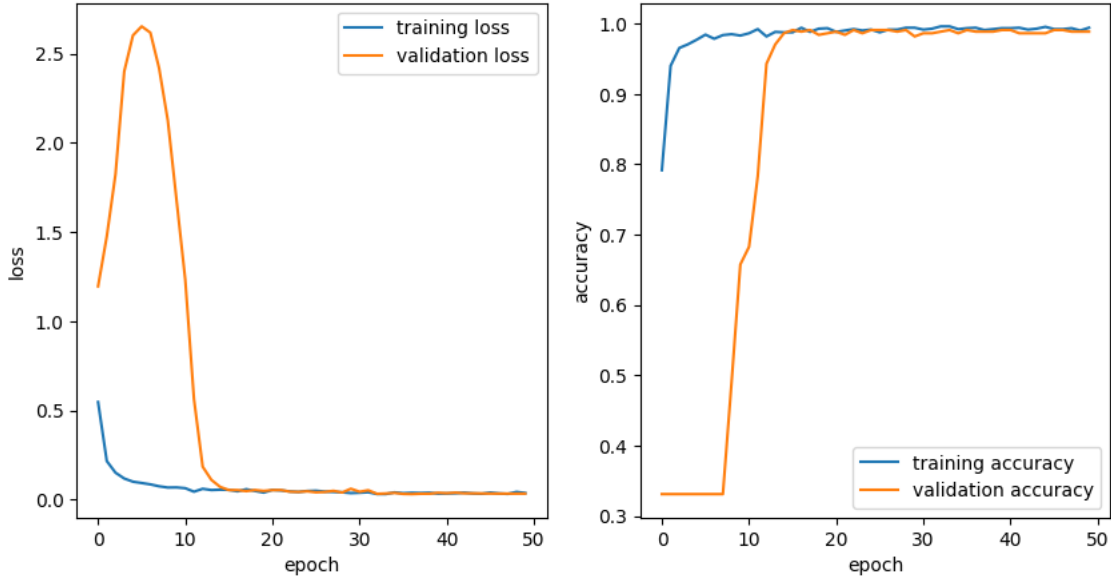 training loss
validation loss
2.5
2.0
1.5
1.0
0.5
0.0
loss
0 10 20 30 40 50
epoch
1.0
0.9
0.8
0.7
0.6
0.5
0.4
0.3
accuracy
training accuracy
validation accuracy
0 10 20 30 40 50
epoch